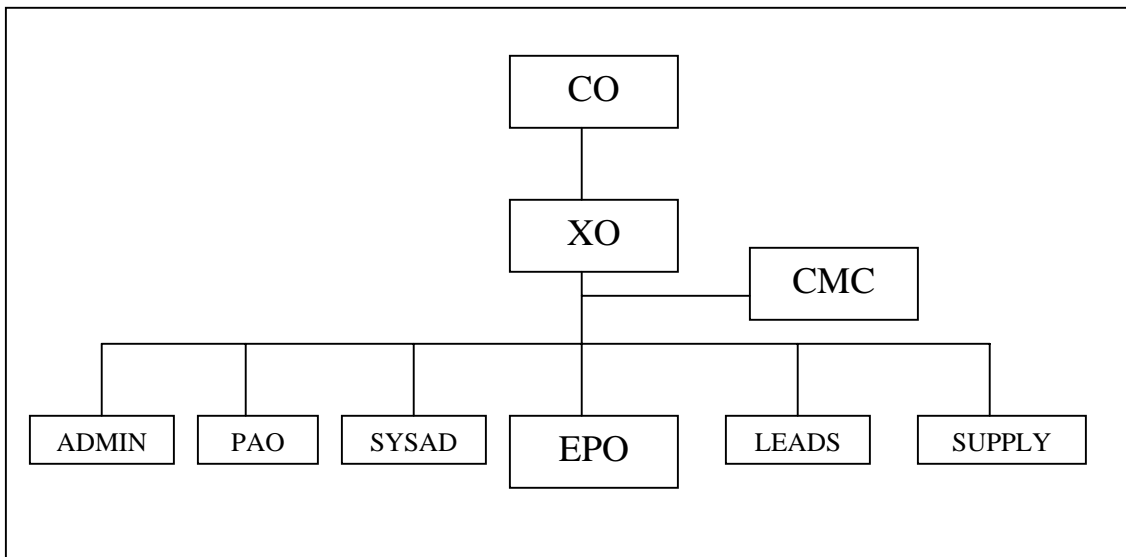 CO
XO
CMC
ADMIN
PAO
SYSAD
EPO
LEADS
SUPPLY